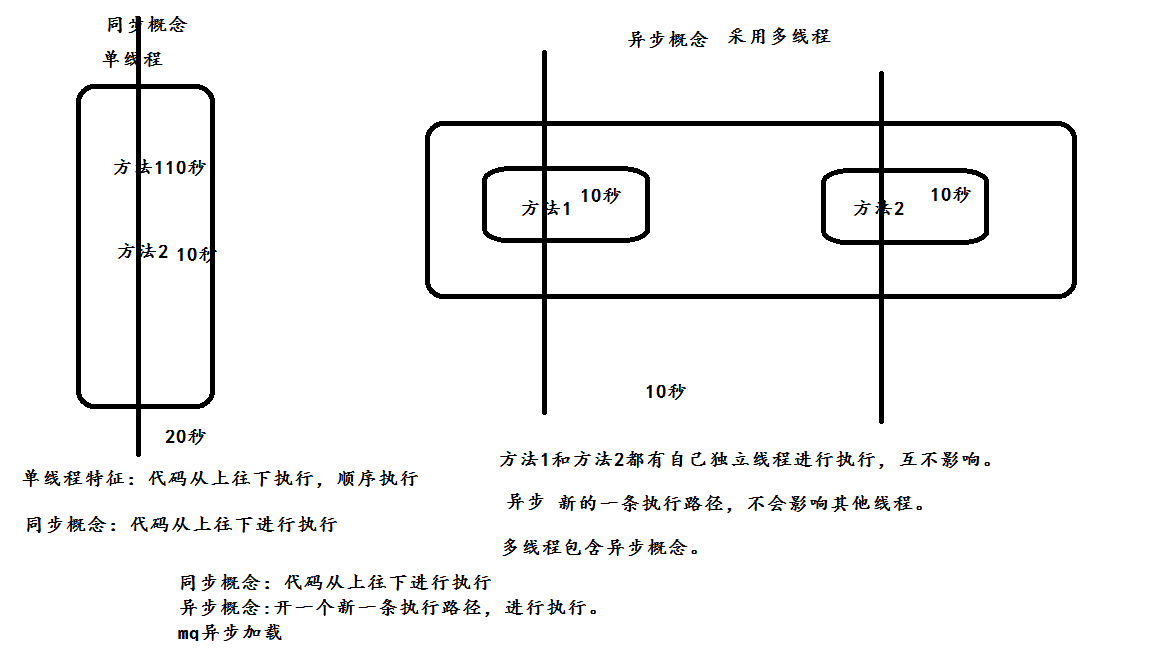 同步概念
单线程
方法110秒
方法2 10秒
20秒
单线程特征：代码从上往下执行，顺序执行
同步概念：代码从上往下进行执行
异步概念 采用多线程
方法1 10秒
方法2 10秒
10秒
方法1和方法2都有自己独立线程进行执行，互不影响。
异步 新的一条执行路径，不会影响其他线程。
多线程包含异步概念。
同步概念：代码从上往下进行执行
异步概念:开一个新一条执行路径，进行执行。
mq异步加载